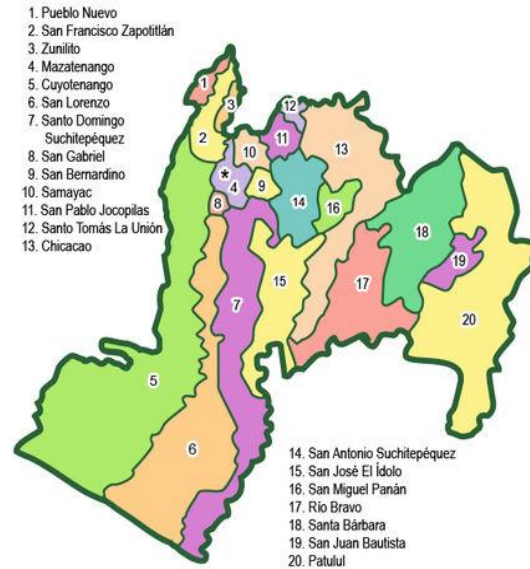 1. Pueblo Nuevo
2. San Francisco Zapotitlán
3. Zunilito
4. Mazatenango
5. Cuyotenango
6. San Lorenzo
7. Santo Domingo
Suchitepéquez
8. San Gabriel
9. San Bernardino
10. Samayac
11. San Pablo Jocopilas
12. Santo Tomás La Unión
13. Chicacao
1
2
3
12
11
10
13
*
4
9
8
14
16
18
19
15
17
7
20
5
6
14. San Antonio Suchitepéquez
15. San José El Ídolo
16. San Miguel Panán
17. Río Bravo
18. Santa Bárbara
19. San Juan Bautista
20. Patulul